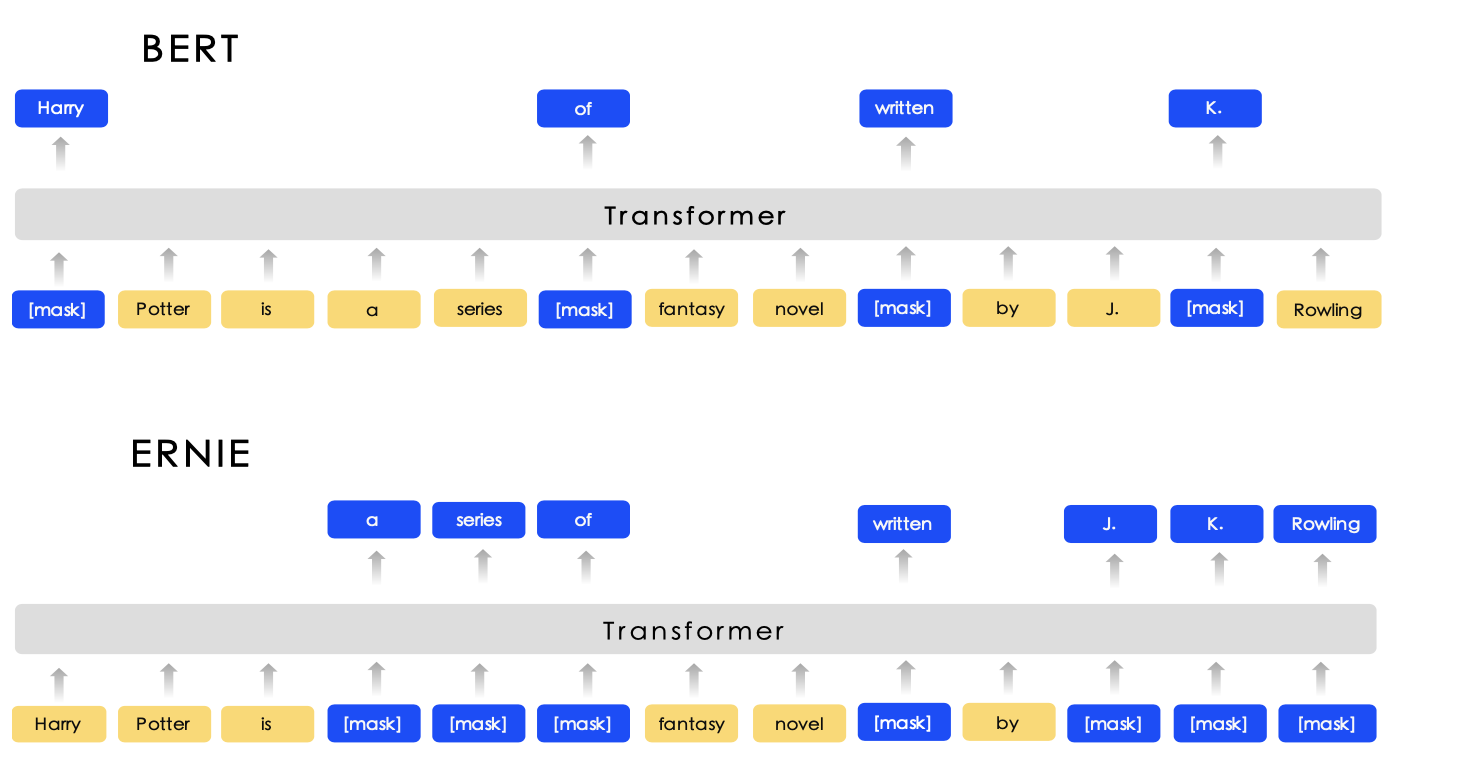 BERT
Harry of written K.
Transformer
[mask] Potter is a series [mask] fantasy novel [mask] by J. [mask] Rowling
ERNIE
a series of written J. K. Rowling
Transformer
Harry Potter is [mask] [mask] [mask] fantasy novel [mask] by [mask] [mask] [mask]